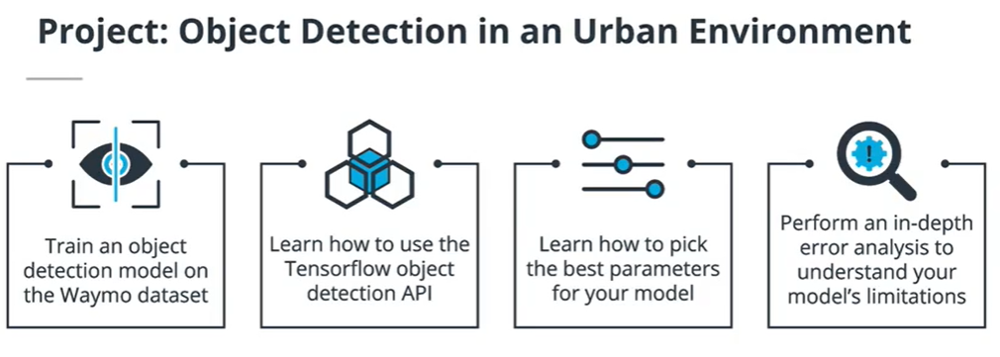 Project: Object Detection in an Urban Environment
Train an object
detection model on
the Waymo dataset
Learn how to use the
Tensorflow object
detection API
Learn how to pick
the best parameters
for your model
Perform an in-depth
error analysis to
understand your
model's limitations